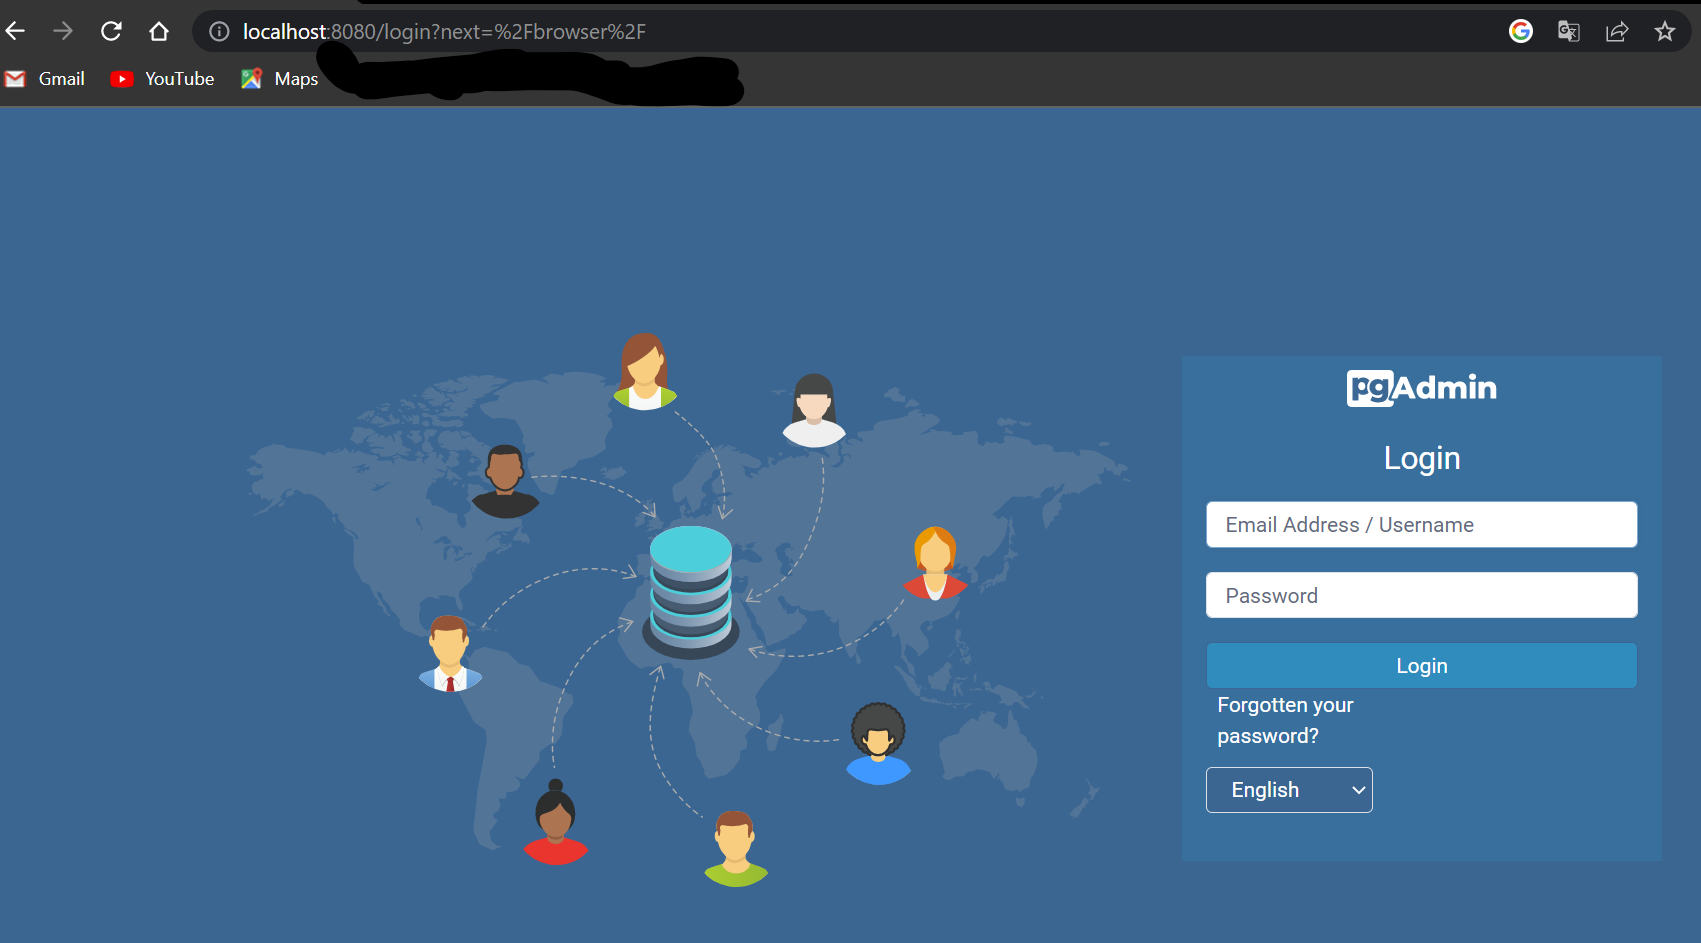 localhost:8080/login?next=%2Fbrowser%2F
Gmail YouTube Maps
pgAdmin
Login
Email Address / Username
Password
Login
Forgotten your
password?
English